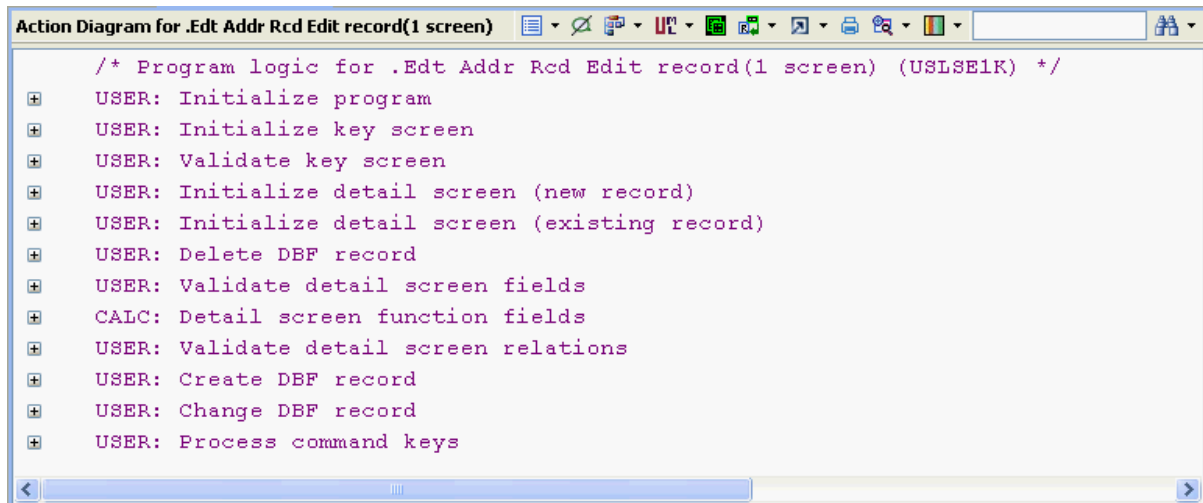 Action Diagram for .Edt Addr Rcd Edit record(1 screen)
/* Program logic for .Edt Addr Rcd Edit record(1 screen) (USLSE1K) */
USER: Initialize program
USER: Initialize key screen
USER: Validate key screen
USER: Initialize detail screen (new record)
USER: Initialize detail screen (existing record)
USER: Delete DBF record
USER: Validate detail screen fields
CALC: Detail screen function fields
USER: Validate detail screen relations
USER: Create DBF record
USER: Change DBF record
USER: Process command keys